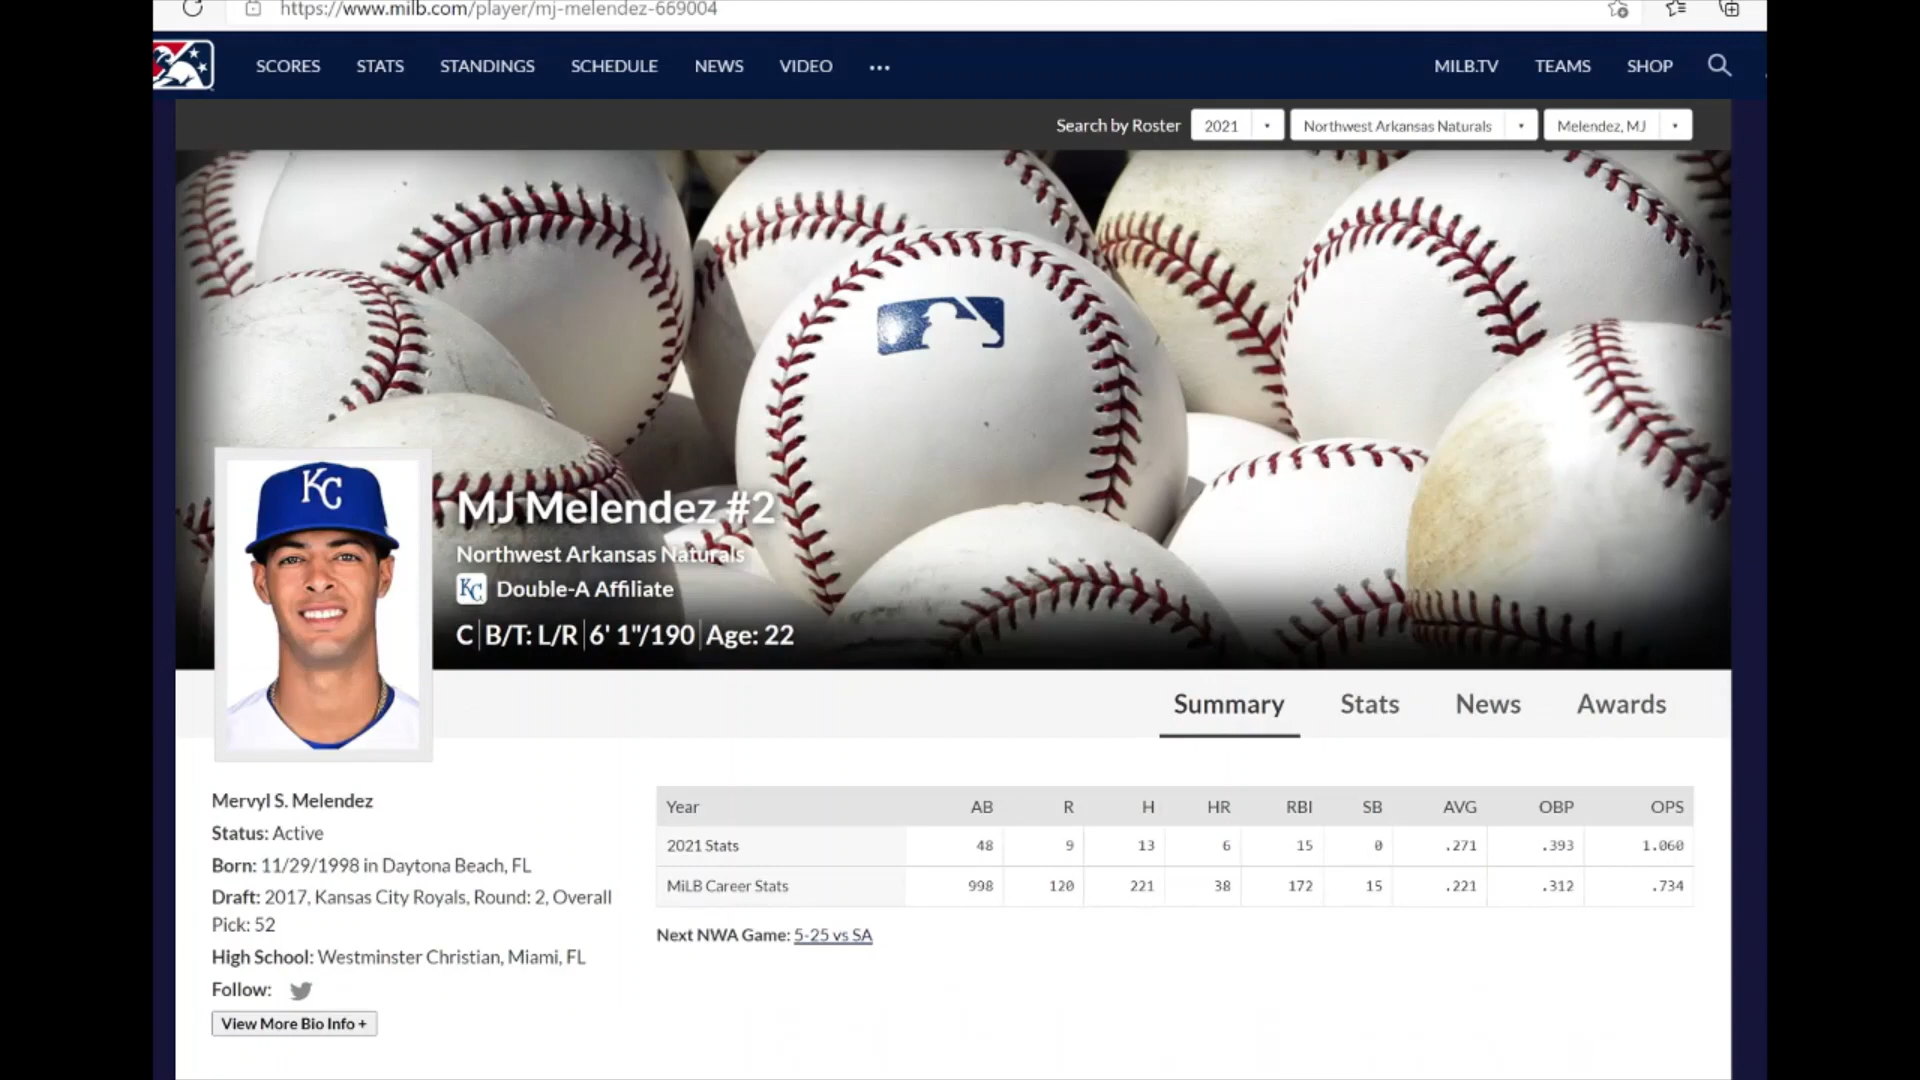 https://www.milb.com/player/mj-melendez-669004
SCORES STATS STANDINGS SCHEDULE NEWS VIDEO ••• MILB.TV TEAMS SHOP
Search by Roster 2021 Northwest Arkansas Naturals Melendez, MJ
KC
MJ Melendez #2
Northwest Arkansas Naturals
KC Double-A Affiliate
C | B/T: L/R | 6' 1"/190 | Age: 22
Summary Stats News Awards
Mervyl S. Melendez
Status: Active
Born: 11/29/1998 in Daytona Beach, FL
Draft: 2017, Kansas City Royals, Round: 2, Overall
Pick: 52
High School: Westminster Christian, Miami, FL
Follow:
View More Bio Info +
Year AB R H HR RBI SB AVG OBP OPS
2021 Stats 48 9 13 6 15 0 .271 .393 1.060
MiLB Career Stats 998 120 221 38 172 15 .221 .312 .734
Next NWA Game: 5-25 vs SA